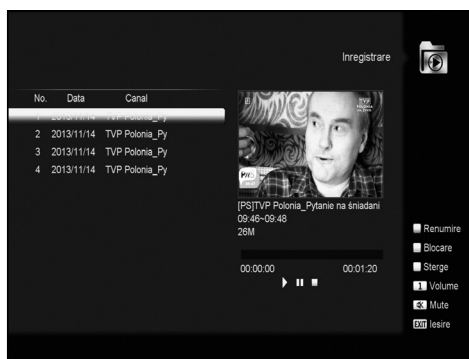 Inregistrare
No. Data Canal
1 2013/11/14 TVP Polonia_Py
2 2013/11/14 TVP Polonia_Py
3 2013/11/14 TVP Polonia_Py
4 2013/11/14 TVP Polonia_Py
[PS]TVP Polonia_Pytanie na śniadani
09:46~09:48
26M
00:00:00 00:01:20
Renumire
Blocare
Sterge
1 Volume
Mute
EXIT Iesire